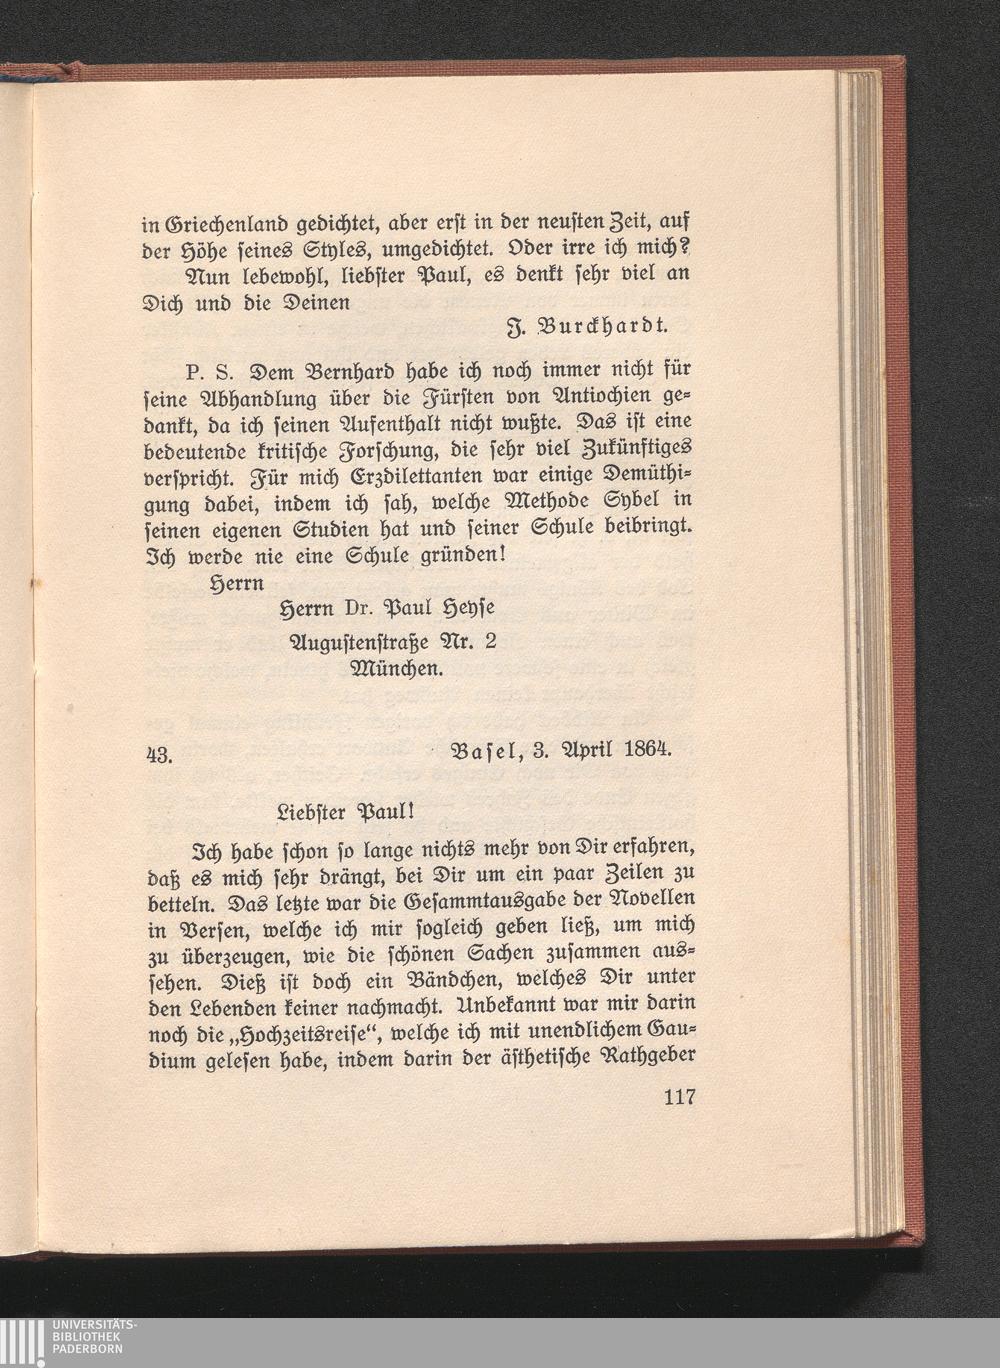 in Griechenland gedichtet, aber erst in der neusten Zeit, auf
der Höhe seines Styles, umgedichtet. Oder irre ich mich?
Nun lebewohl, liebster Paul, es denkt sehr viel an
Dich und die Deinen
J. Burckhardt.
P. S. Dem Bernhard habe ich noch immer nicht für
seine Abhandlung über die Fürsten von Antiochien ge-
dankt, da ich seinen Aufenthalt nicht wußte. Das ist eine
bedeutende kritische Forschung, die sehr viel Zukünftiges
verspricht. Für mich Erzdilettanten war einige Demüthi-
gung dabei, indem ich sah, welche Methode Sybel in
seinen eigenen Studien hat und seiner Schule beibringt.
Ich werde nie eine Schule gründen!
Herrn
Herrn Dr. Paul Heyse
Augustenstraße Nr. 2
München.
43. Basel, 3. April 1864.
Liebster Paul!
Ich habe schon so lange nichts mehr von Dir erfahren,
daß es mich sehr drängt, bei Dir um ein paar Zeilen zu
betteln. Das letzte war die Gesammtausgabe der Novellen
in Versen, welche ich mir sogleich geben ließ, um mich
zu überzeugen, wie die schönen Sachen zusammen aus-
sehen. Dieß ist doch ein Bändchen, welches Dir unter
den Lebenden keiner nachmacht. Unbekannt war mir darin
noch die „Hochzeitsreise“, welche ich mit unendlichem Gau-
dium gelesen habe, indem darin der ästhetische Rathgeber
117
UNIVERSITÄTS-
BIBLIOTHEK
PADERBORN